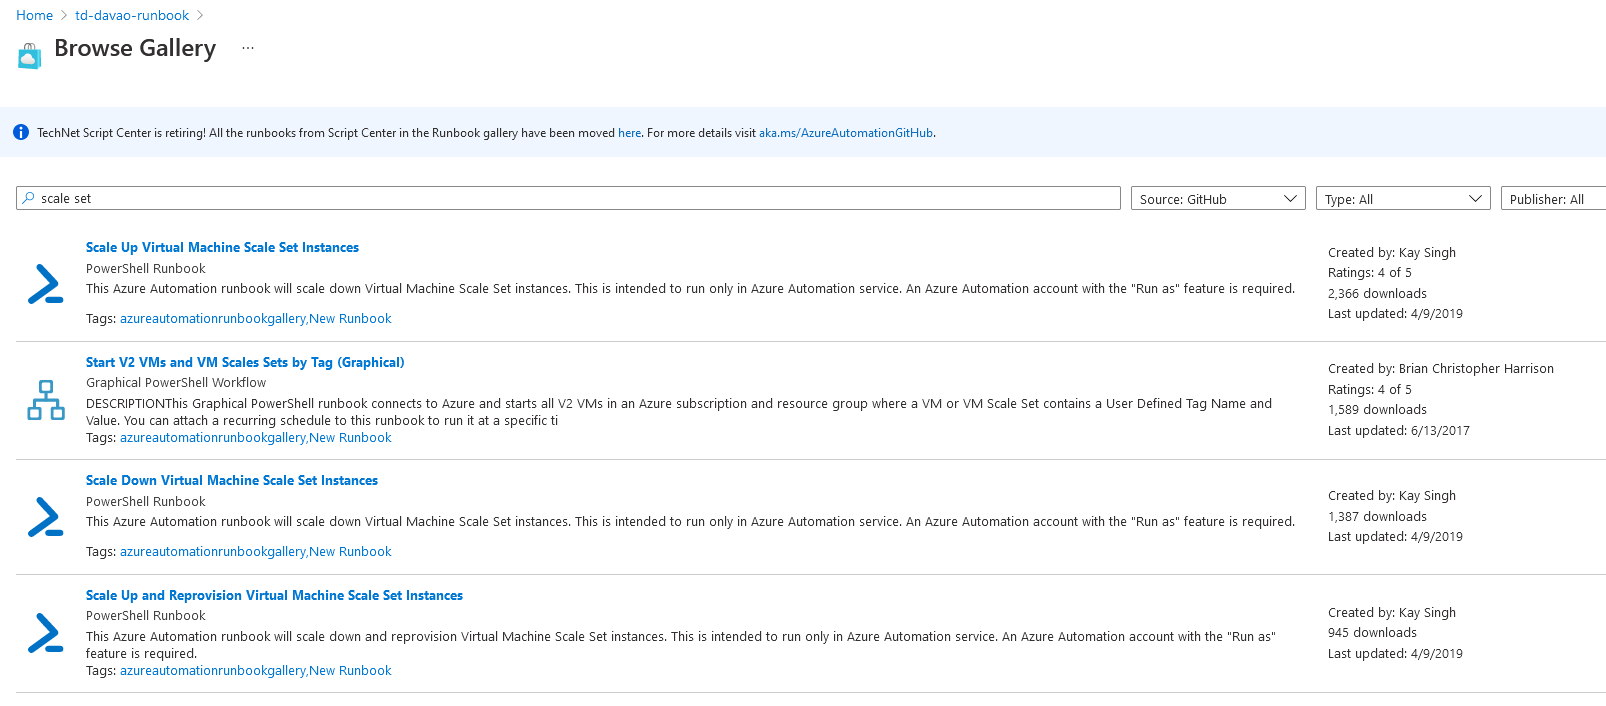 Home > td-davao-runbook >
Browse Gallery ...
TechNet Script Center is retiring! All the runbooks from Script Center in the Runbook gallery have been moved here. For more details visit aka.ms/AzureAutomationGitHub.
scale set
Source: GitHub
Type: All
Publisher: All
Scale Up Virtual Machine Scale Set Instances
PowerShell Runbook
This Azure Automation runbook will scale down Virtual Machine Scale Set instances. This is intended to run only in Azure Automation service. An Azure Automation account with the "Run as" feature is required.
Tags: azureautomationrunbookgallery,New Runbook
Created by: Kay Singh
Ratings: 4 of 5
2,366 downloads
Last updated: 4/9/2019
Start V2 VMs and VM Scales Sets by Tag (Graphical)
Graphical PowerShell Workflow
DESCRIPTIONThis Graphical PowerShell runbook connects to Azure and starts all V2 VMs in an Azure subscription and resource group where a VM or VM Scale Set contains a User Defined Tag Name and
Value. You can attach a recurring schedule to this runbook to run it at a specific ti
Tags: azureautomationrunbookgallery,New Runbook
Created by: Brian Christopher Harrison
Ratings: 4 of 5
1,589 downloads
Last updated: 6/13/2017
Scale Down Virtual Machine Scale Set Instances
PowerShell Runbook
This Azure Automation runbook will scale down Virtual Machine Scale Set instances. This is intended to run only in Azure Automation service. An Azure Automation account with the "Run as" feature is required.
Tags: azureautomationrunbookgallery,New Runbook
Created by: Kay Singh
1,387 downloads
Last updated: 4/9/2019
Scale Up and Reprovision Virtual Machine Scale Set Instances
PowerShell Runbook
This Azure Automation runbook will scale down and reprovision Virtual Machine Scale Set instances. This is intended to run only in Azure Automation service. An Azure Automation account with the "Run as"
feature is required.
Tags: azureautomationrunbookgallery,New Runbook
Created by: Kay Singh
945 downloads
Last updated: 4/9/2019